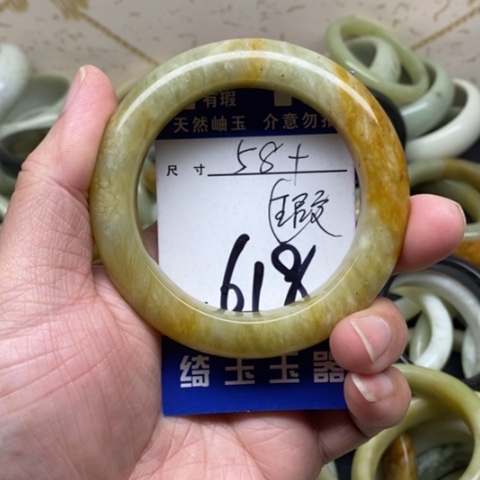 有瑕
天然岫玉 介意勿拍
尺寸 58+
618
绮玉玉器